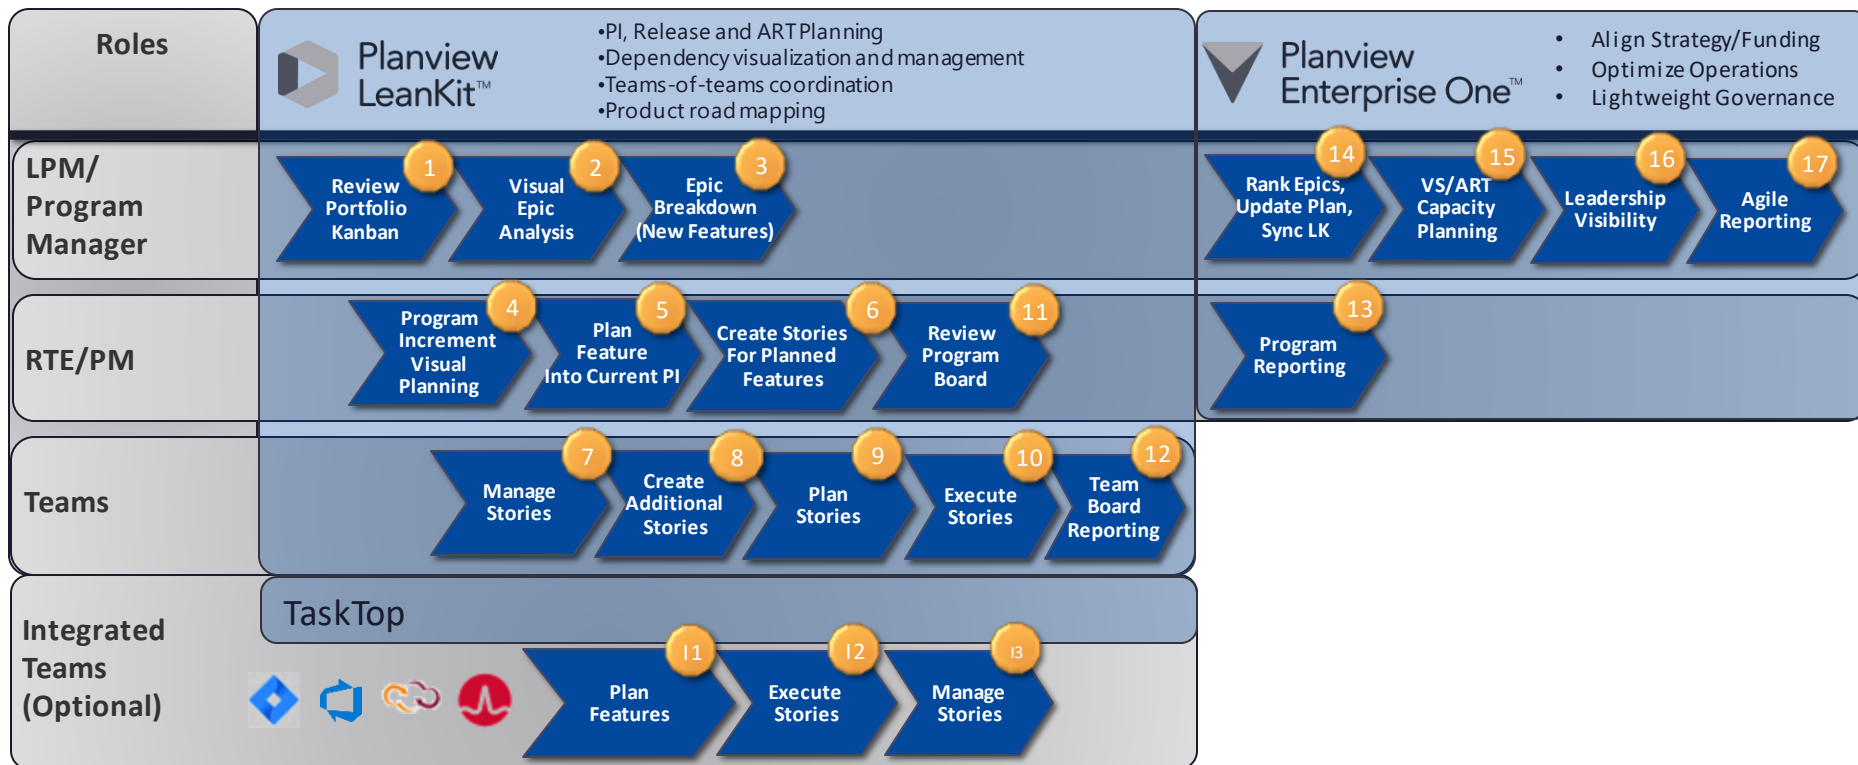 Roles
Planview
LeanKit™
•PI, Release and ART Planning
•Dependency visualization and management
•Teams-of-teams coordination
•Product road mapping
Planview
Enterprise One™
• Align Strategy/Funding
• Optimize Operations
• Lightweight Governance
LPM/
Program
Manager
1
Review
Portfolio
Kanban
2
Visual
Epic
Analysis
3
Epic
Breakdown
(New Features)
14
Rank Epics,
Update Plan,
Sync LK
15
VS/ART
Capacity
Planning
16
Leadership
Visibility
17
Agile
Reporting
RTE/PM
4
Program
Increment
Visual
Planning
5
Plan
Feature
Into Current PI
6
Create Stories
For Planned
Features
11
Review
Program
Board
13
Program
Reporting
Teams
7
Manage
Stories
8
Create
Additional
Stories
9
Plan
Stories
10
Execute
Stories
12
Team
Board
Reporting
Integrated
Teams
(Optional)
TaskTop
I1
Plan
Features
I2
Execute
Stories
I3
Manage
Stories